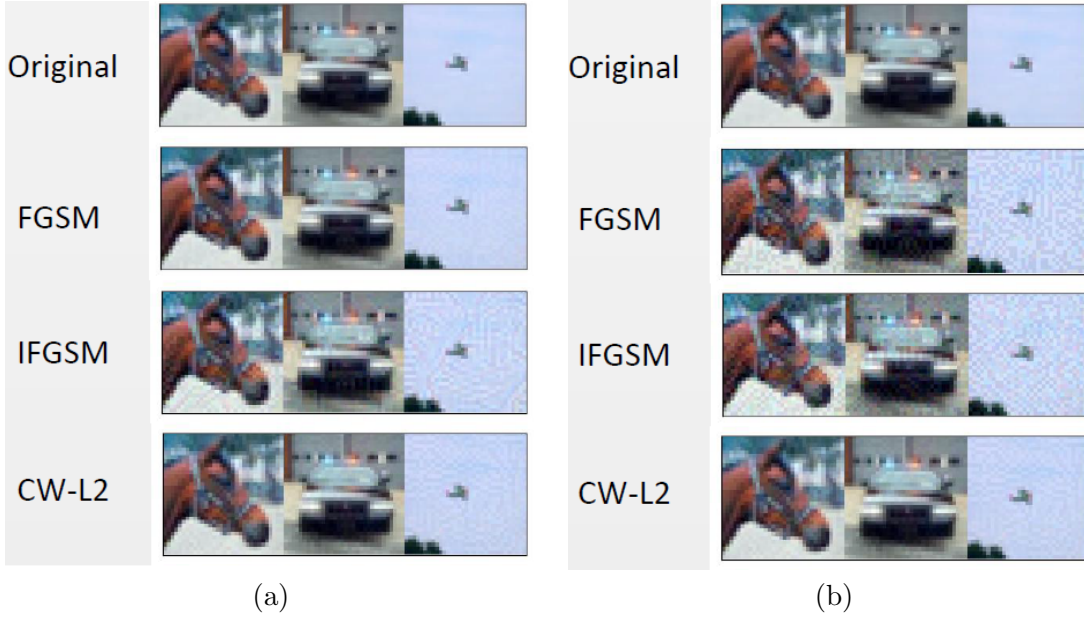 Original
FGSM
IFGSM
CW-L2
(a)
Original
FGSM
IFGSM
CW-L2
(b)